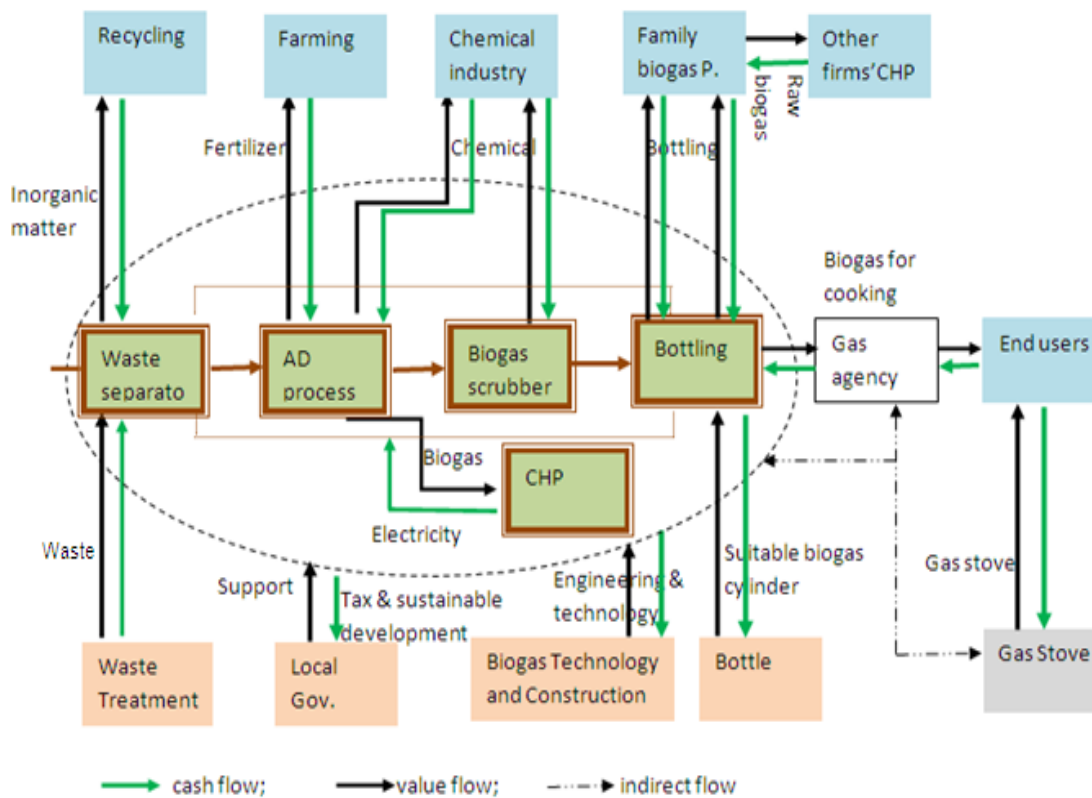 Recycling
Farming
Chemical
industry
Family
biogas P.
Other
firms'CHP
Raw
biogas
Fertilizer
Chemical
Bottling
Inorganic
matter
Biogas for
cooking
Waste
separato
AD
process
Biogas
scrubber
Bottling
Gas
agency
End users
Biogas
CHP
Electricity
Waste
Support
Tax & sustainable
development
Engineering &
technology
Suitable biogas
cylinder
Gas stove
Waste
Treatment
Local
Gov.
Biogas Technology
and Construction
Bottle
Gas Stove
cash flow;
value flow;
indirect flow